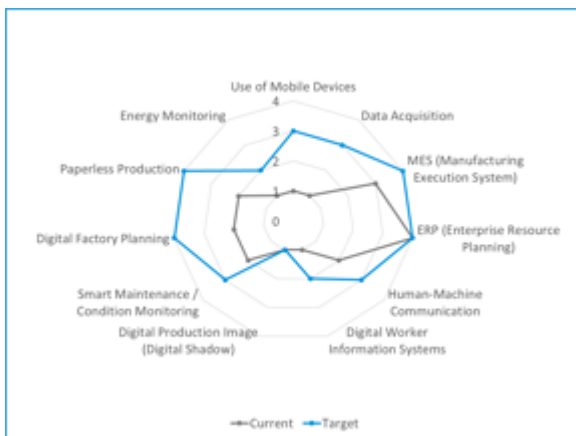 Use of Mobile Devices
Energy Monitoring
Data Acquisition
Paperless Production
MES (Manufacturing
Execution System)
Digital Factory Planning
ERP (Enterprise Resource
Planning)
Smart Maintenance /
Condition Monitoring
Human-Machine
Communication
Digital Production Image
(Digital Shadow)
Digital Worker
Information Systems
4
3
2
1
0
Current
Target